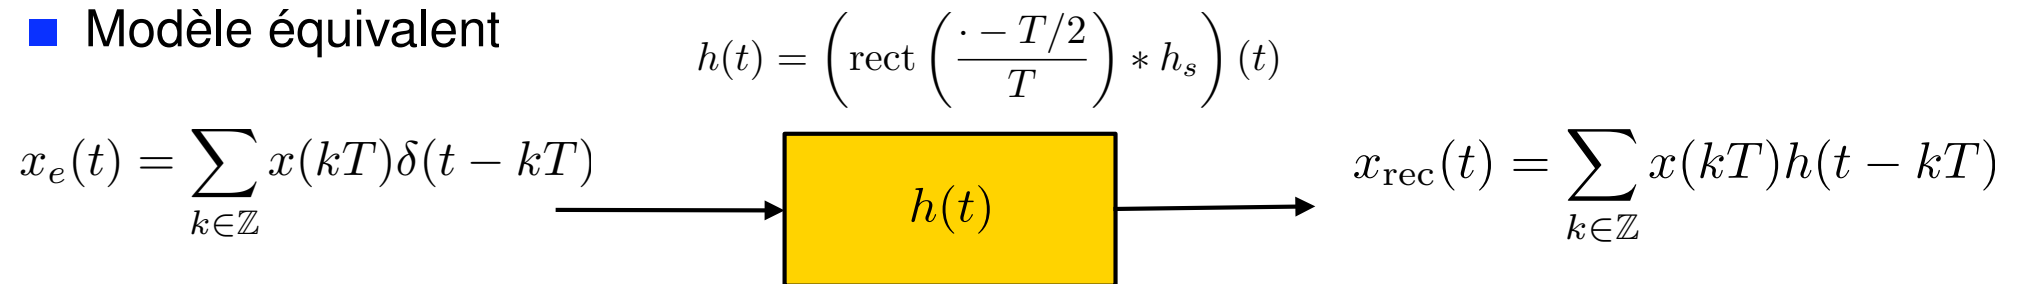 ■ Modèle équivalent
h(t) = (rect((· − T/2)/T) ∗ h_s)(t)
x_e(t) = ∑_{k∈ℤ} x(kT)δ(t − kT)
h(t)
x_rec(t) = ∑_{k∈ℤ} x(kT)h(t − kT)